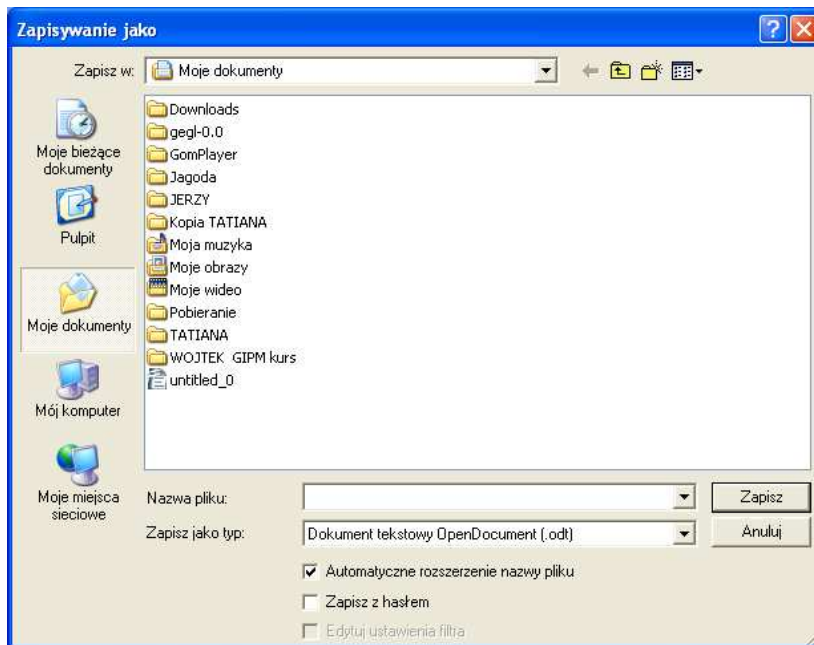 Zapisywanie jako
Zapisz w:
Moje dokumenty
Moje bieżące
dokumenty
Pulpit
Moje dokumenty
Mój komputer
Moje miejsca
sieciowe
Downloads
gegl-0.0
GomPlayer
Jagoda
JERZY
Kopia TATIANA
Moja muzyka
Moje obrazy
Moje wideo
Pobieranie
TATIANA
WOJTEK GIPM kurs
untitled_0
Nazwa pliku:
Zapisz
Zapisz jako typ:
Dokument tekstowy OpenDocument (.odt)
Anuluj
Automatyczne rozszerzenie nazwy pliku
Zapisz z hasłem
Edytuj ustawienia filtra